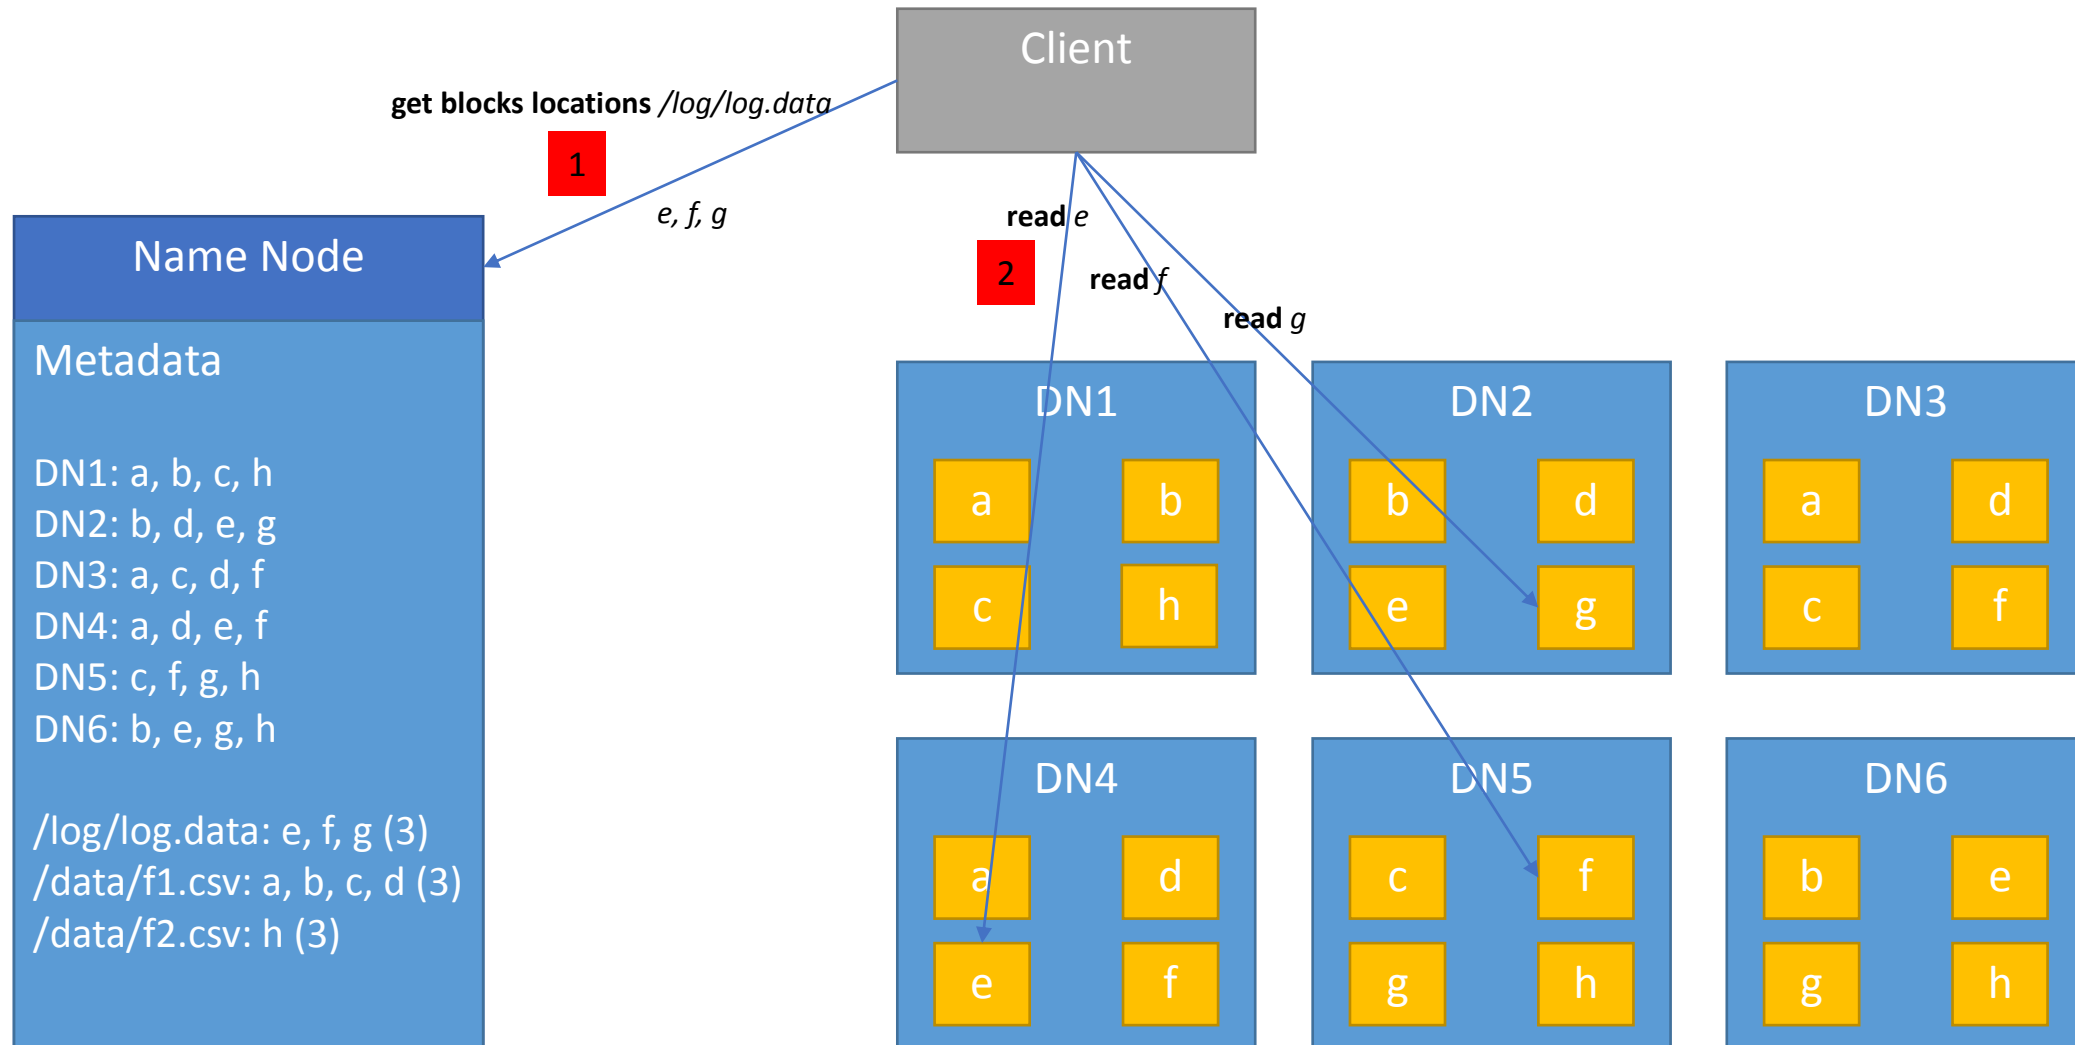 Client
get blocks locations /log/log.data
1
e, f, g
Name Node
Metadata
DN1: a, b, c, h
DN2: b, d, e, g
DN3: a, c, d, f
DN4: a, d, e, f
DN5: c, f, g, h
DN6: b, e, g, h
/log/log.data: e, f, g (3)
/data/f1.csv: a, b, c, d (3)
/data/f2.csv: h (3)
read e
2
read f
read g
DN1
a b
c h
DN2
b d
e g
DN3
a d
c f
DN4
a d
e f
DN5
c f
g h
DN6
b e
g h